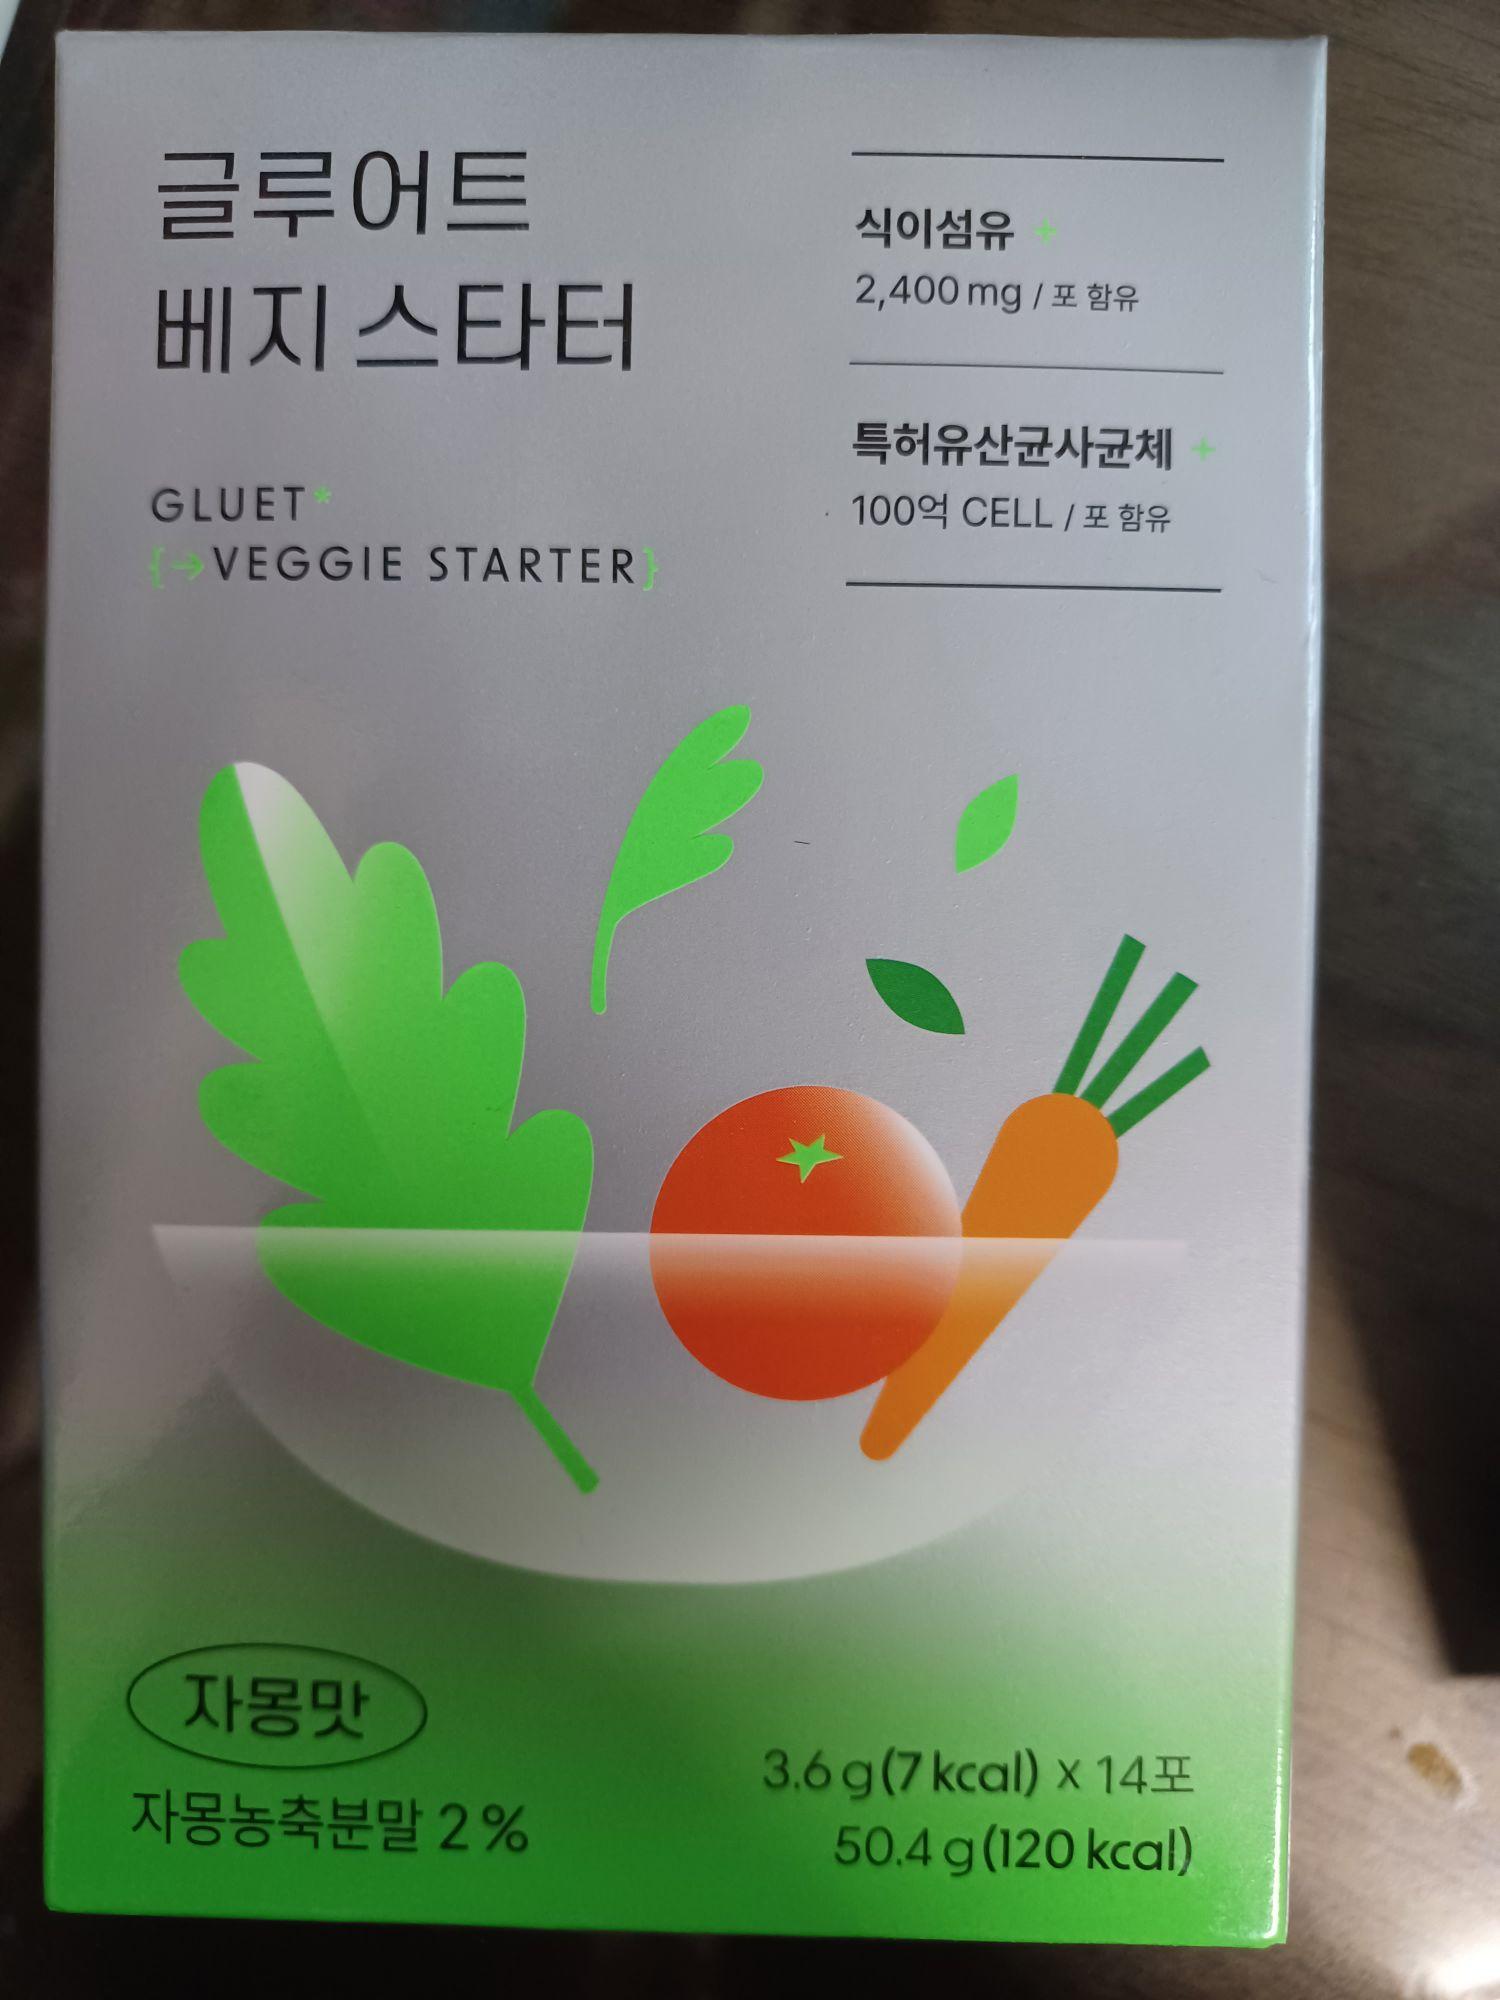 글루어트
베지 스타터
GLUET*
{→VEGGIE STARTER}
식이섬유 +
2,400 mg / 포 함유
특허유산균사균체 +
100억 CELL / 포 함유
자몽맛
자몽농축분말 2%
3.6 g (7 kcal) x 14포
50.4 g (120 kcal)